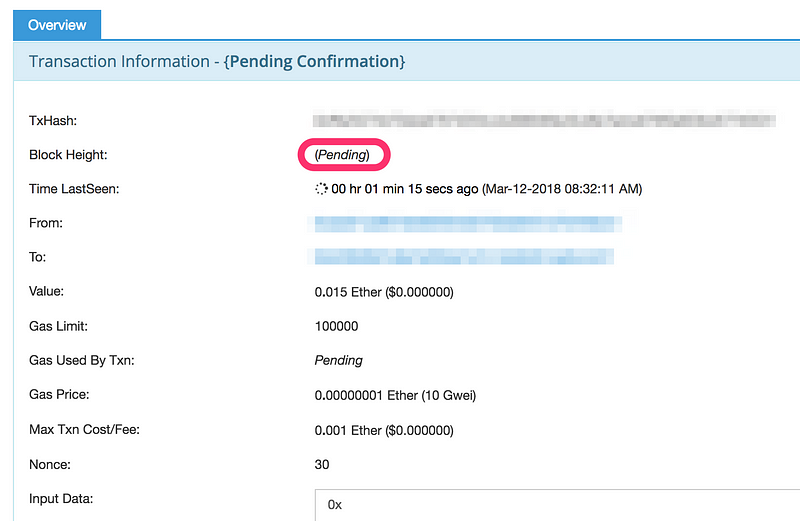 Overview
Transaction Information - {Pending Confirmation}
TxHash:
Block Height: (Pending)
Time LastSeen: 00 hr 01 min 15 secs ago (Mar-12-2018 08:32:11 AM)
From:
To:
Value: 0.015 Ether ($0.000000)
Gas Limit: 100000
Gas Used By Txn: Pending
Gas Price: 0.00000001 Ether (10 Gwei)
Max Txn Cost/Fee: 0.001 Ether ($0.000000)
Nonce: 30
Input Data: 0x